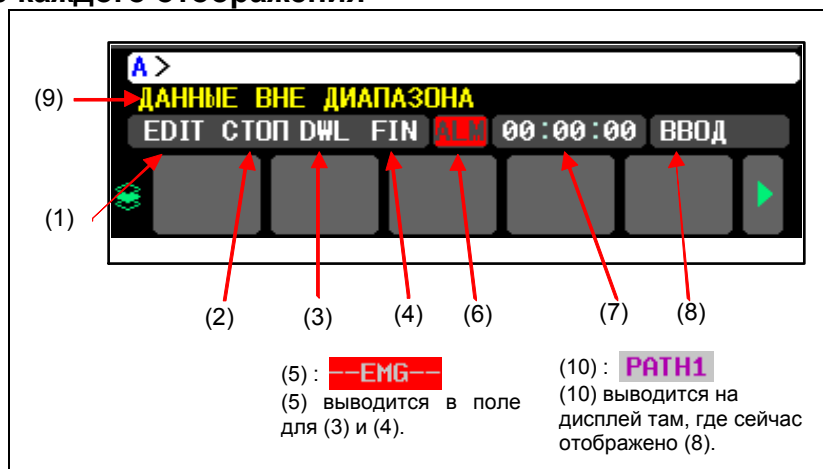 каждого отображения
A>
(9)
ДАННЫЕ ВНЕ ДИАПАЗОНА
EDIT СТОП DWL FIN ALM 00:00:00 ВВОД
(1)
(2) (3) (4) (6) (7) (8)
(5) : --EMG--
(5) выводится в поле
для (3) и (4).
(10) : PATH1
(10) выводится на
дисплей там, где сейчас
отображено (8).